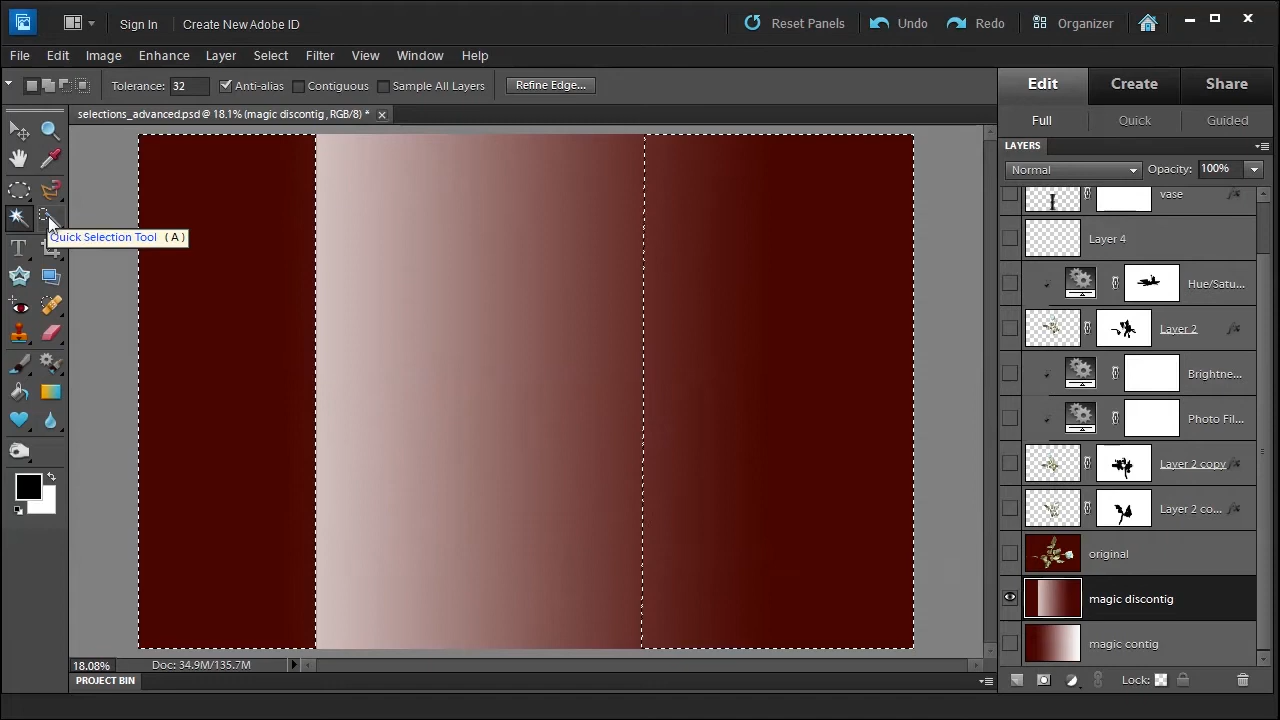 Sign In
Create New Adobe ID
Reset Panels
Undo
Redo
Organizer
File Edit Image Enhance Layer Select Filter View Window Help
Tolerance: 32 Anti-alias Contiguous Sample All Layers Refine Edge...
Edit Create Share
selections_advanced.psd @ 18.1% (magic discontig, RGB/8) *
Full Quick Guided
LAYERS
Normal Opacity: 100%
vase
Quick Selection Tool (A)
Layer 4
Hue/Satu...
Layer 2
Brightne...
Photo Fil...
Layer 2 copy
Layer 2 co...
original
magic discontig
magic contig
18.08% Doc: 34.9M/135.7M
PROJECT BIN
Lock: